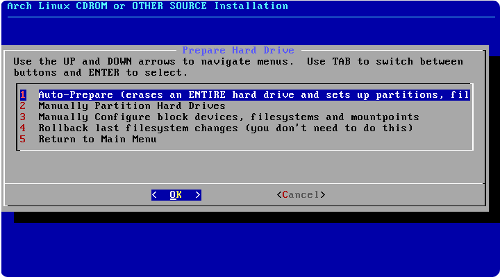 Arch Linux CDROM or OTHER SOURCE Installation
Prepare Hard Drive
Use the UP and DOWN arrows to navigate menus.  Use TAB to switch between
buttons and ENTER to select.
1  Auto-Prepare (erases an ENTIRE hard drive and sets up partitions, fil
2  Manually Partition Hard Drives
3  Manually Configure block devices, filesystems and mountpoints
4  Rollback last filesystem changes (you don't need to do this)
5  Return to Main Menu
<  OK  >          <Cancel>